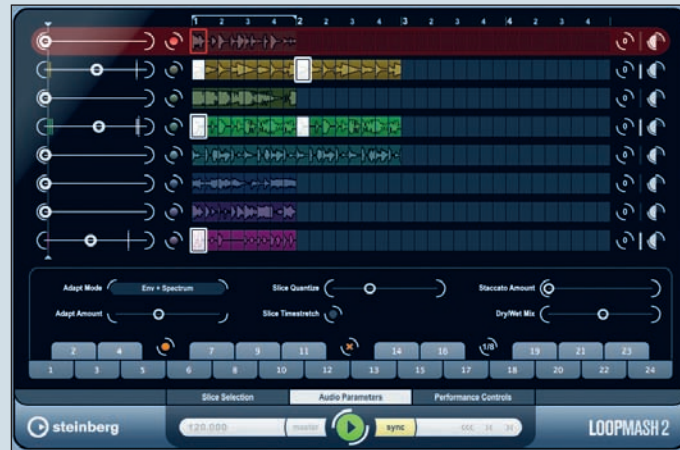 1 2 3 4 2 2 3 4 3 2 3 4 4 2 3 4
Adapt Mode Env + Spectrum Slice Quantize Staccato Amount
Adapt Amount Slice Timestretch Dry/Wet Mix
2 4 7 9 11 × 14 16 1/8 19 21 23
1 3 5 6 8 10 12 13 15 17 18 20 22 24
Slice Selection Audio Parameters Performance Controls
steinberg 120.000 master sync LOOPMASH 2